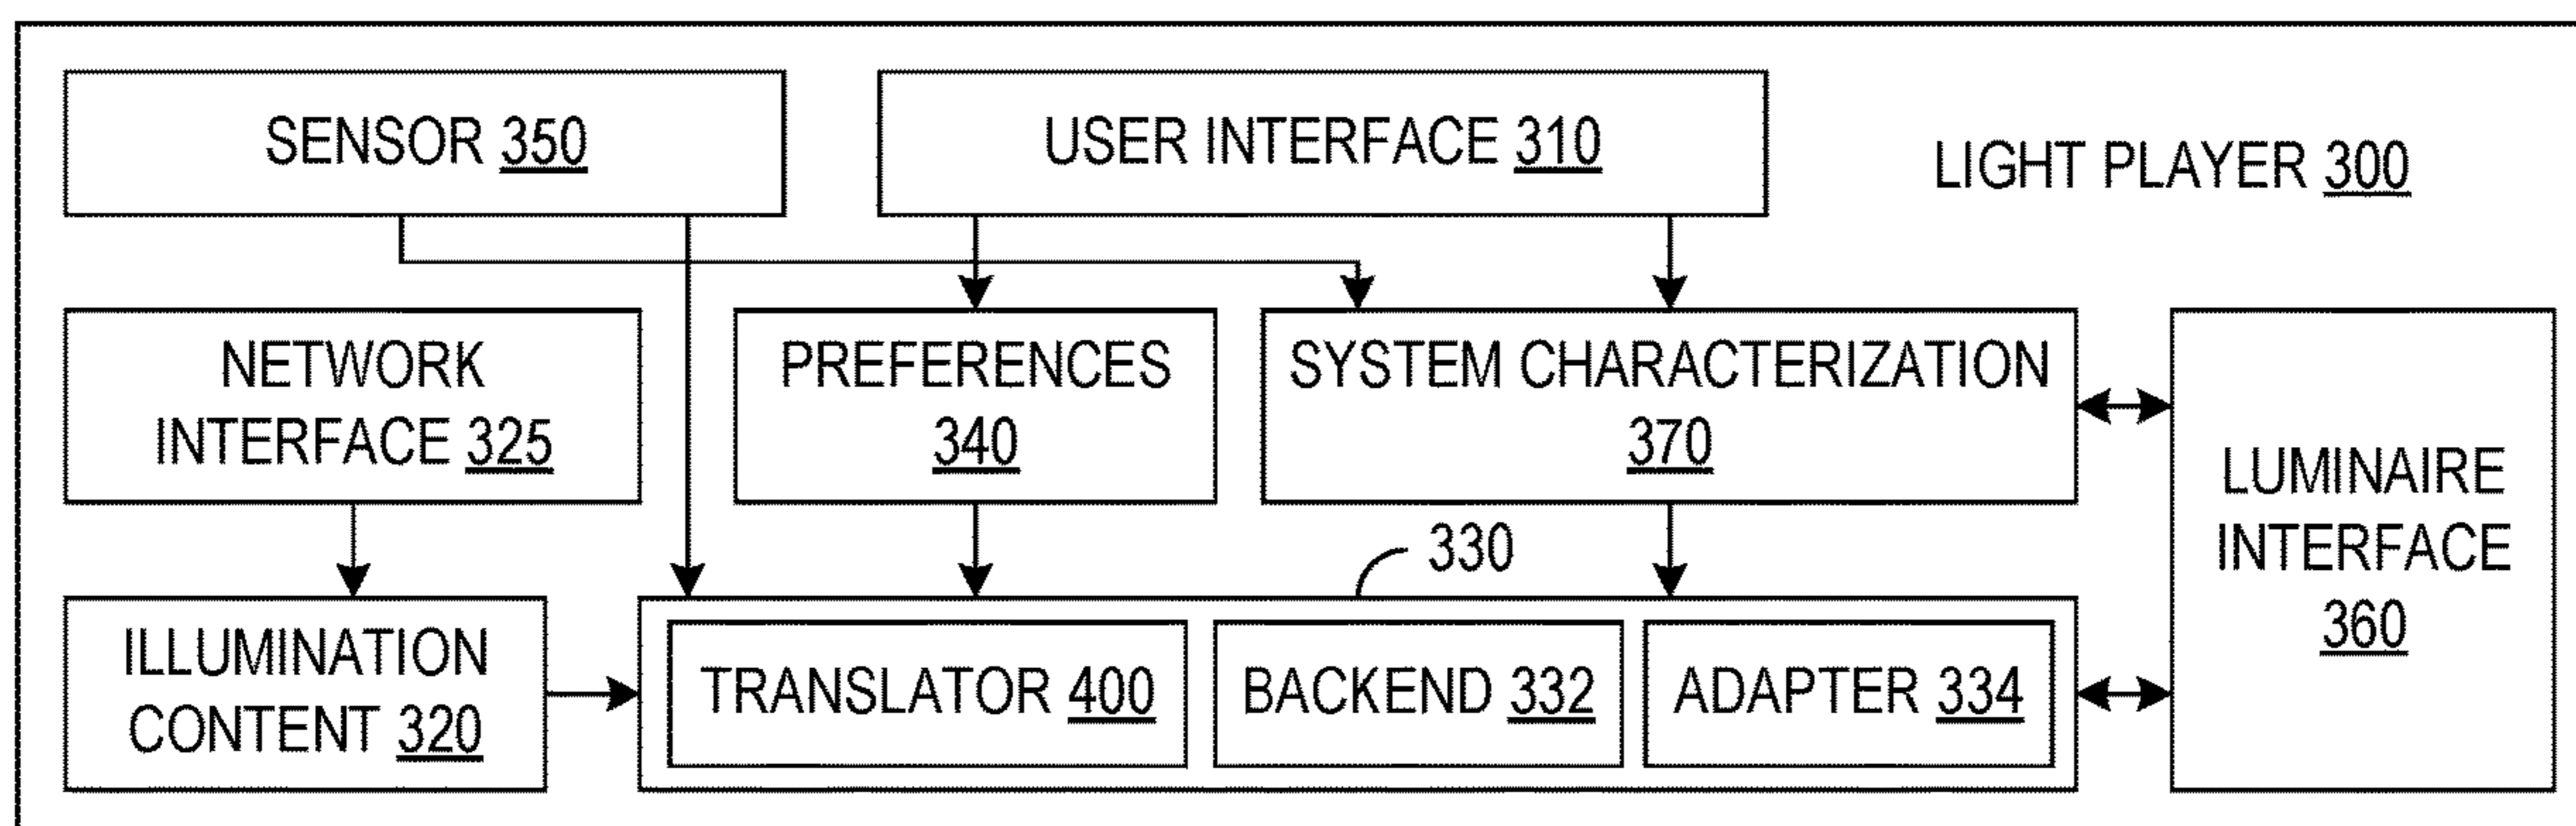 SENSOR 350
USER INTERFACE 310
LIGHT PLAYER 300
NETWORK
INTERFACE 325
PREFERENCES
340
SYSTEM CHARACTERIZATION
370
LUMINAIRE
INTERFACE
360
330
ILLUMINATION
CONTENT 320
TRANSLATOR 400
BACKEND 332
ADAPTER 334